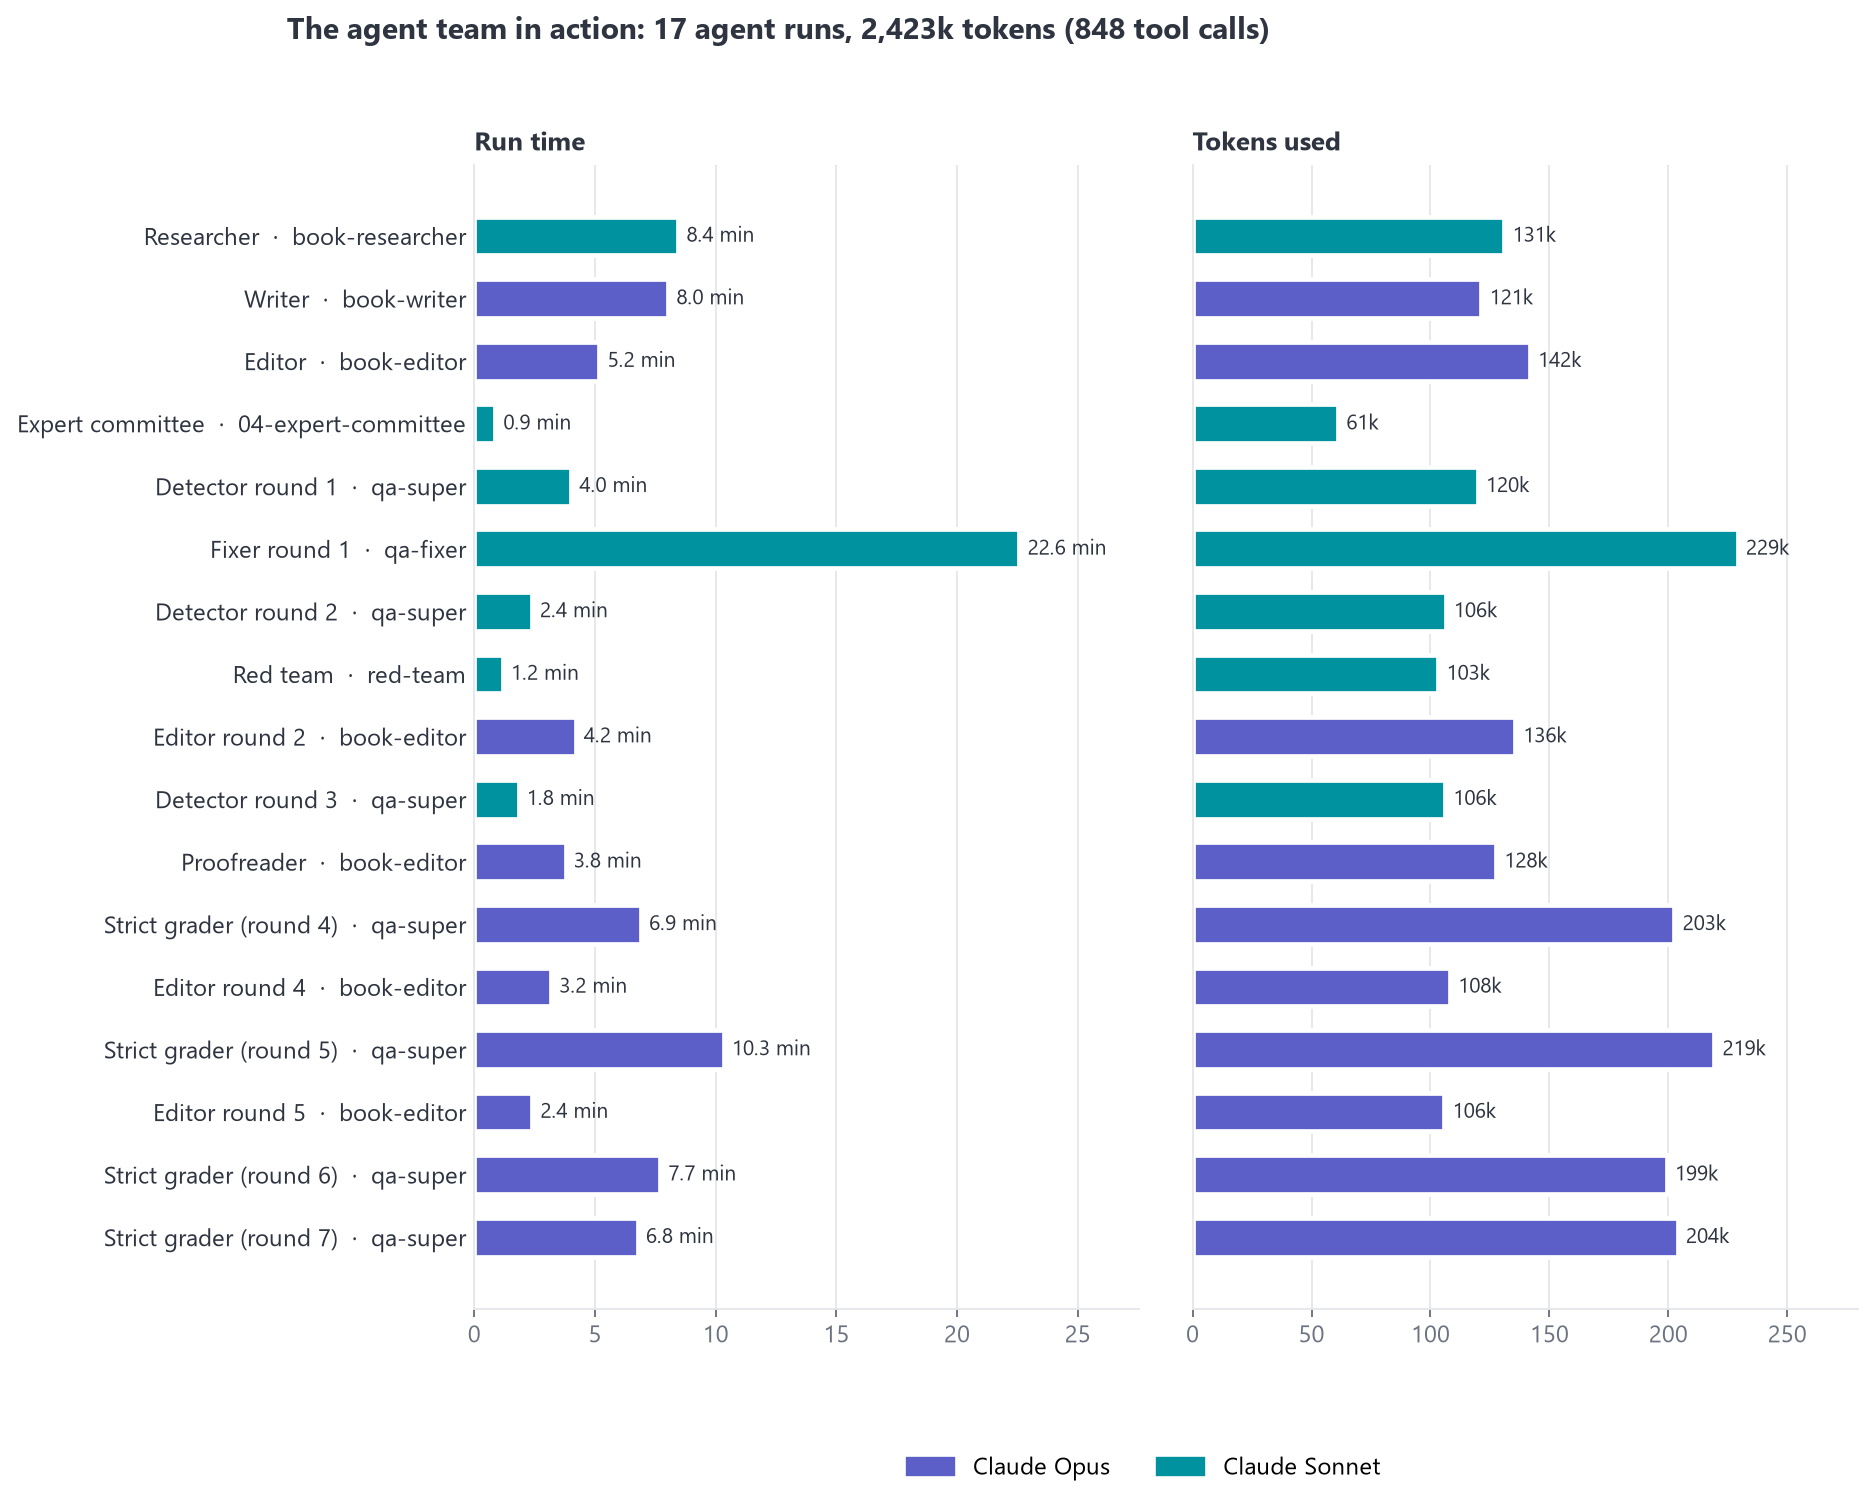 The agent team in action: 17 agent runs, 2,423k tokens (848 tool calls)
Run time
Tokens used
Researcher · book-researcher 8.4 min 131k
Writer · book-writer 8.0 min 121k
Editor · book-editor 5.2 min 142k
Expert committee · 04-expert-committee 0.9 min 61k
Detector round 1 · qa-super 4.0 min 120k
Fixer round 1 · qa-fixer 22.6 min 229k
Detector round 2 · qa-super 2.4 min 106k
Red team · red-team 1.2 min 103k
Editor round 2 · book-editor 4.2 min 136k
Detector round 3 · qa-super 1.8 min 106k
Proofreader · book-editor 3.8 min 128k
Strict grader (round 4) · qa-super 6.9 min 203k
Editor round 4 · book-editor 3.2 min 108k
Strict grader (round 5) · qa-super 10.3 min 219k
Editor round 5 · book-editor 2.4 min 106k
Strict grader (round 6) · qa-super 7.7 min 199k
Strict grader (round 7) · qa-super 6.8 min 204k
0 5 10 15 20 25
0 50 100 150 200 250
Claude Opus
Claude Sonnet